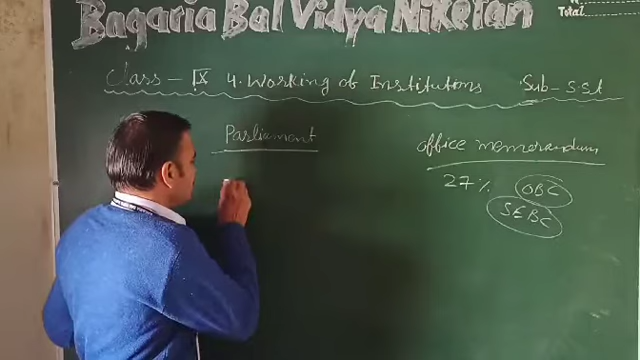 Bagaria Bal Vidya Niketan
Total
Class - IX 4. Working of Institutions Sub - S.St
Parliament
office memorandum
27% OBC
SEBC